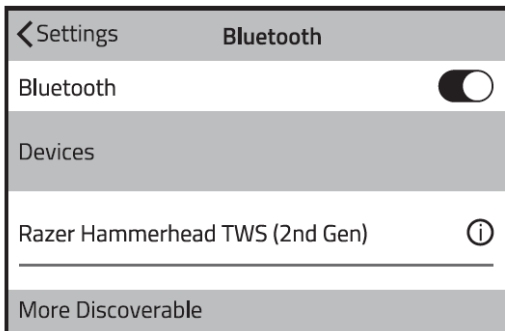 Settings Bluetooth
Bluetooth
Devices
Razer Hammerhead TWS (2nd Gen)
More Discoverable